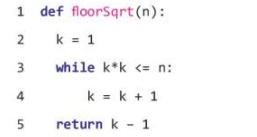 1 def floorSqrt(n):
2 k = 1
3 while k*k <= n:
4 k = k + 1
5 return k – 1